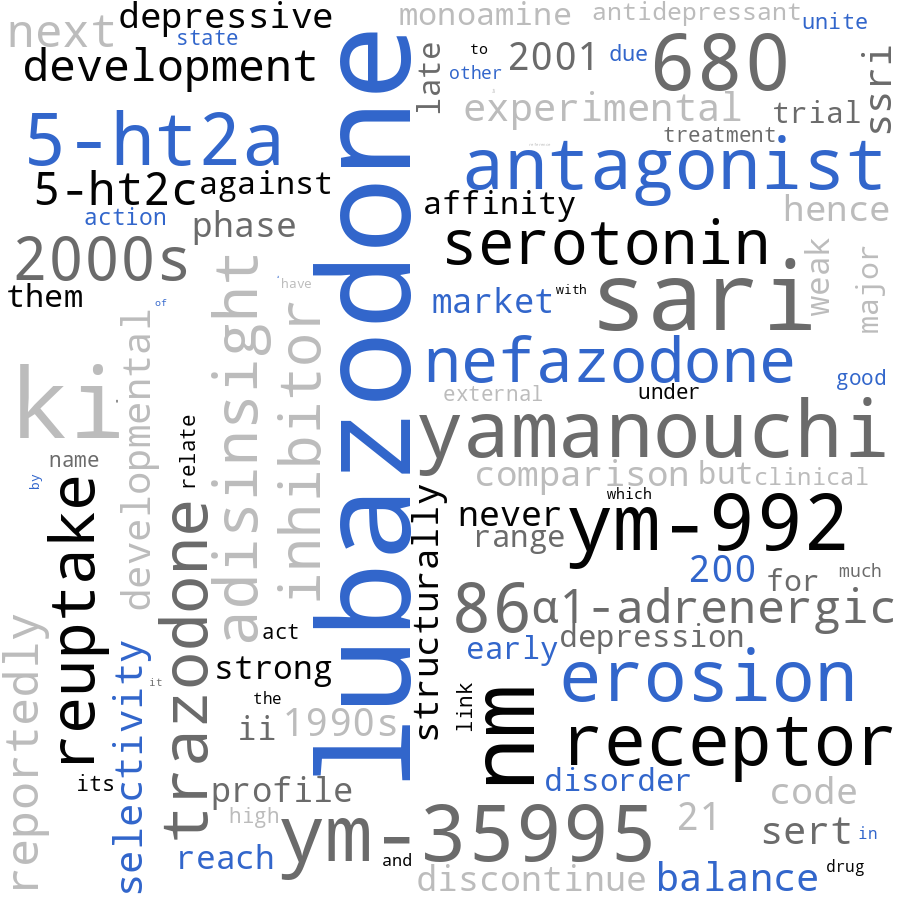 next
depressive
state
development
monoamine
antidepressant
unite
late
to
other
2001
due
680
ssri
experimental
trial
treatment
5-ht2a
antagonist
5-ht2c
against
affinity
hence
action
phase
serotonin
2000s
them
of
have
market
with
sari
weak
major
lubazodone
nefazodone
good
external
under
ki
developmental
adisinsight
inhibitor
yamanouchi
name
relate
comparison
but
clinical
by
reuptake
trazodone
structurally
never
which
range
ym-992
200
for
much
86
α1-adrenergic
depression
early
act
strong
erosion
reportedly
selectivity
it
the
ii
1990s
link
nm
receptor
its
profile
disorder
code
high
ym-35995
21
sert
in
reach
and
discontinue
balance
drug